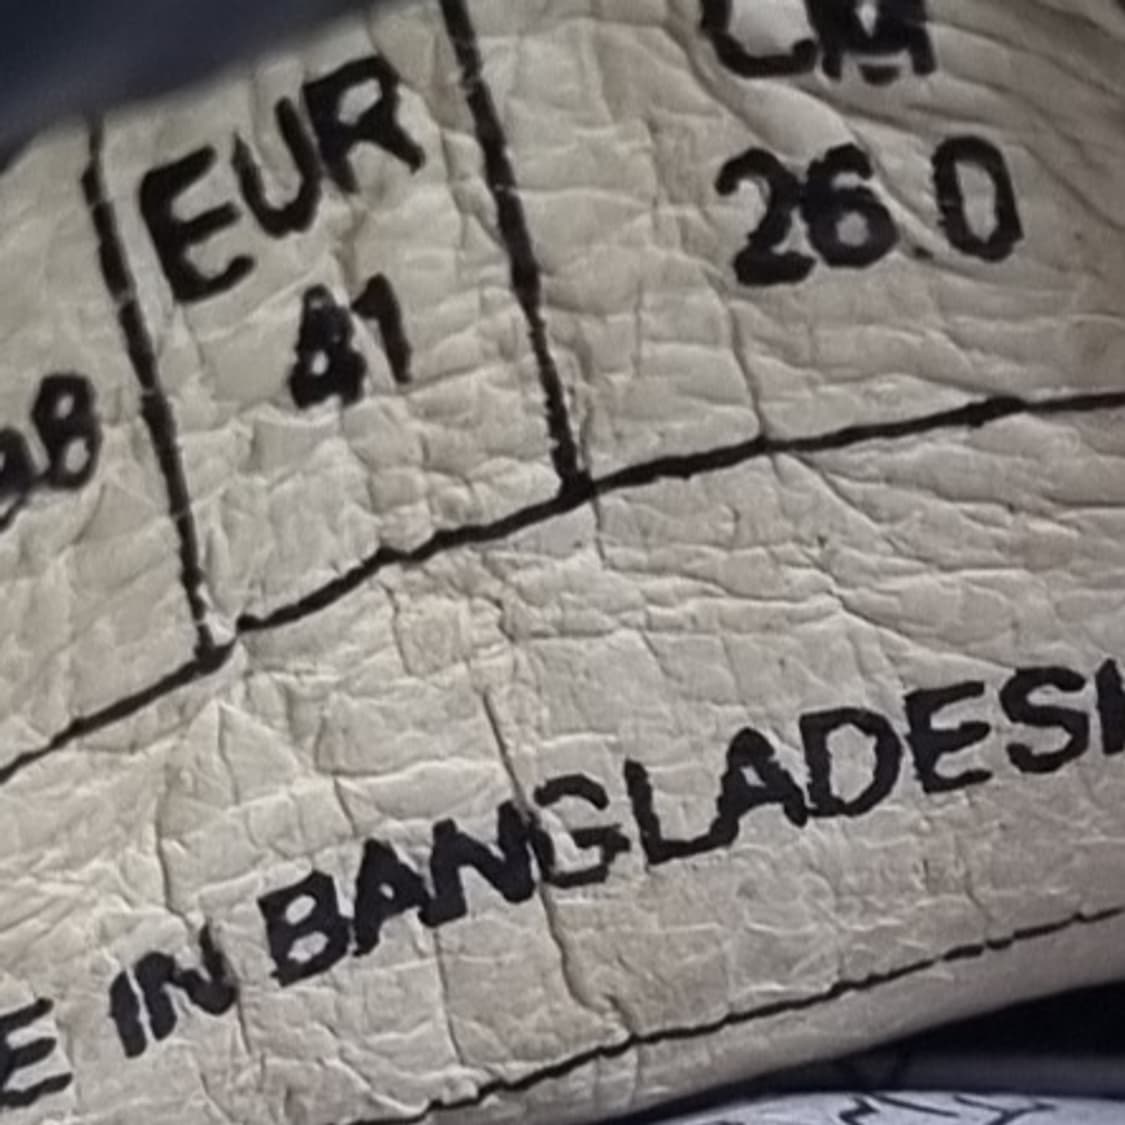 EUR CM
41 26.0
E IN BANGLADESH